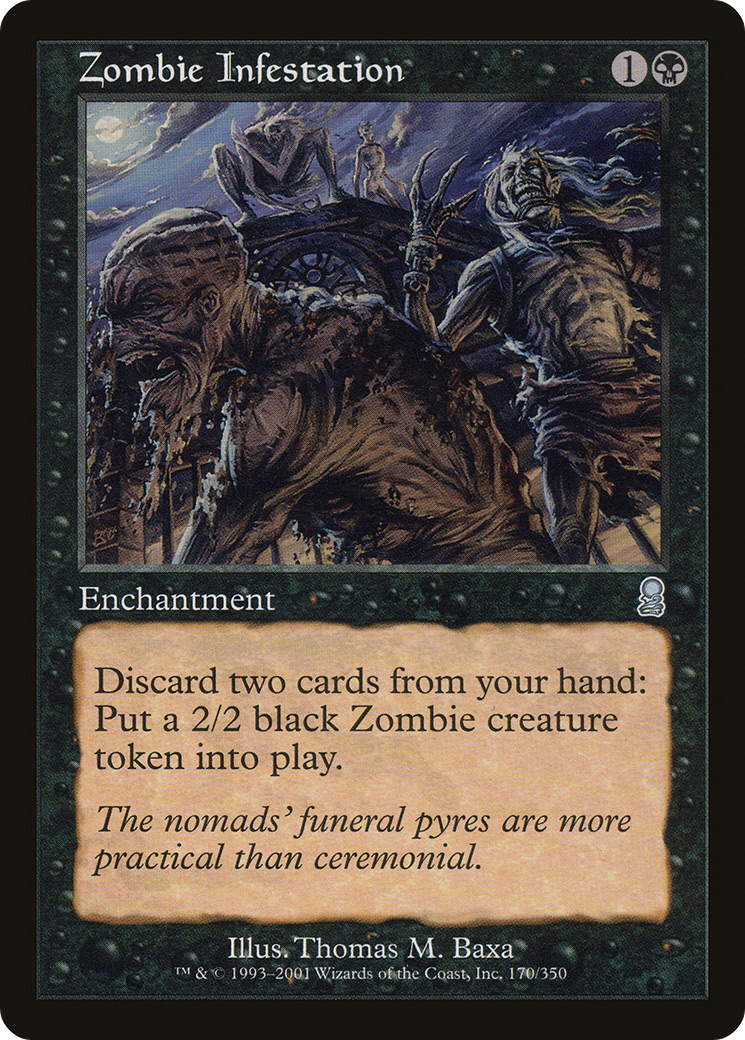 Zombie Infestation 1
Enchantment
Discard two cards from your hand:
Put a 2/2 black Zombie creature
token into play.
The nomads' funeral pyres are more
practical than ceremonial.
Illus. Thomas M. Baxa
™ & © 1993–2001 Wizards of the Coast, Inc. 170/350